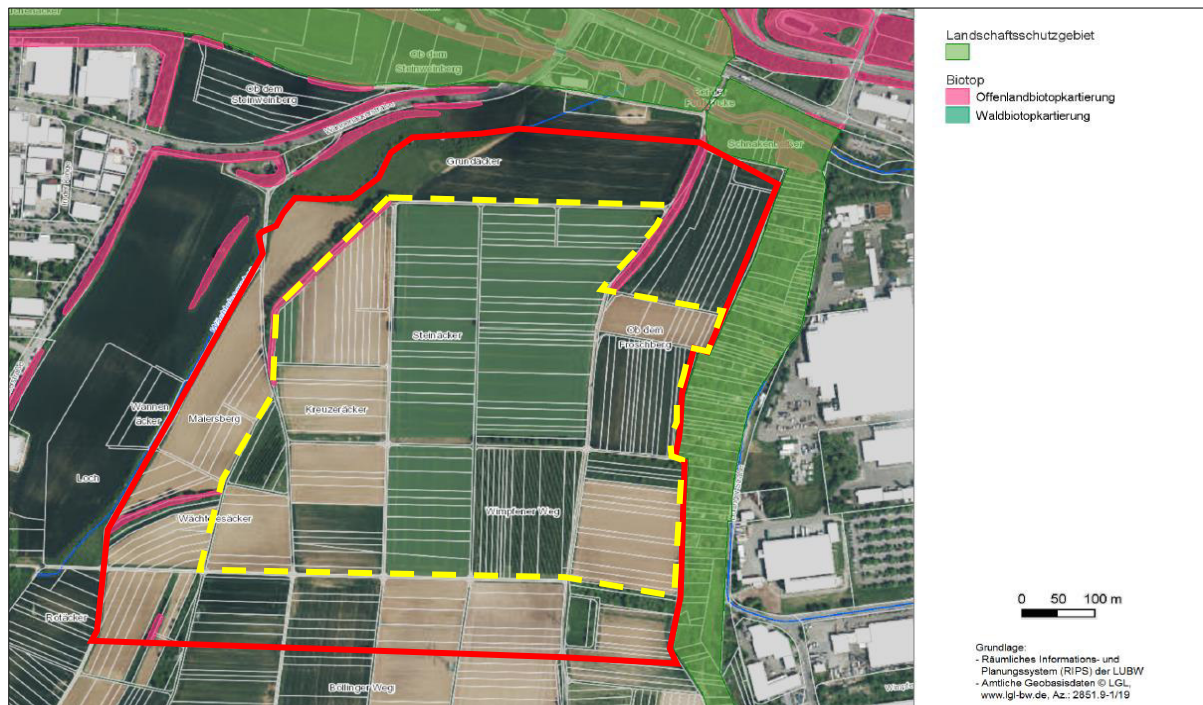 Landschaftsschutzgebiet
Biotop
Offenlandbiotopkartierung
Waldbiotopkartierung
Ob dem
Steinweinberg
Ob dem
Steinweinberg
Grundäcker
Steinäcker
Ob dem
Froschberg
Kreuzeräcker
Maiersberg
Wannen
äcker
Loch
Wimpfener Weg
Rotäcker
Böllinger Weg
0 50 100 m
Grundlage:
- Räumliches Informations- und
Planungssystem (RIPS) der LUBW
- Amtliche Geobasisdaten © LGL,
www.lgl-bw.de, Az.: 2851.9-1/19